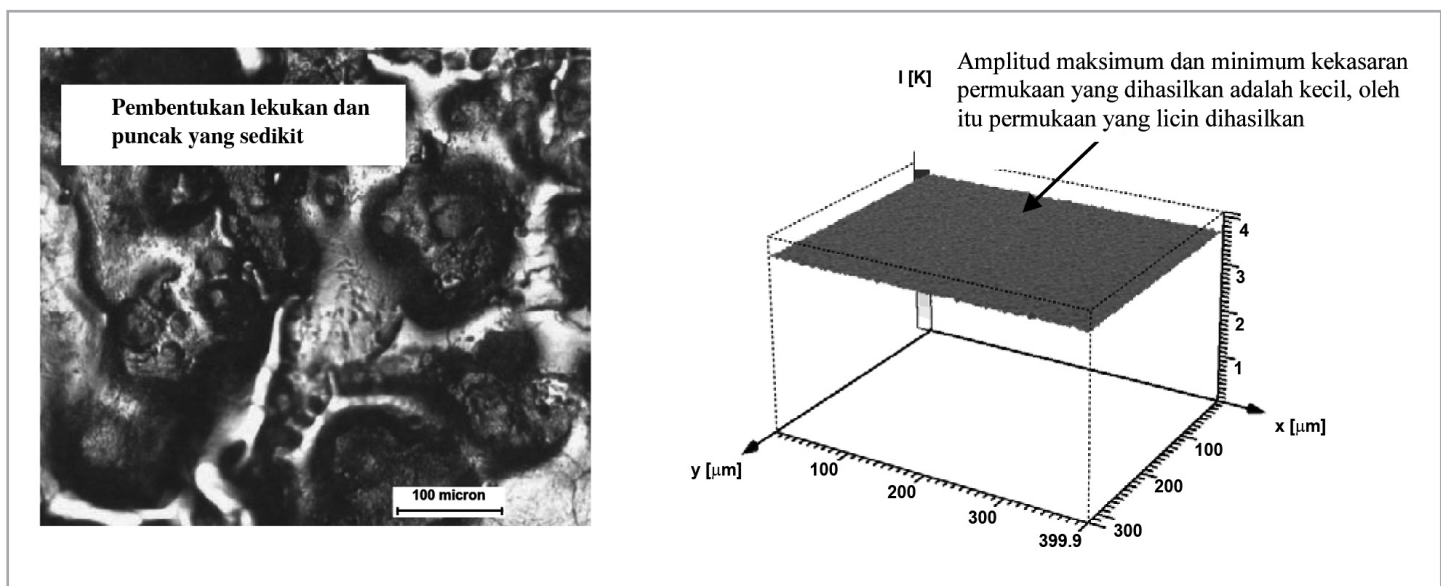 Pembentukan lekukan dan
puncak yang sedikit
100 micron
I [K]
Amplitud maksimum dan minimum kekasaran
permukaan yang dihasilkan adalah kecil, oleh
itu permukaan yang licin dihasilkan
4
3
2
1
x [µm]
100
200
300
y [µm]
100
200
300
399.9